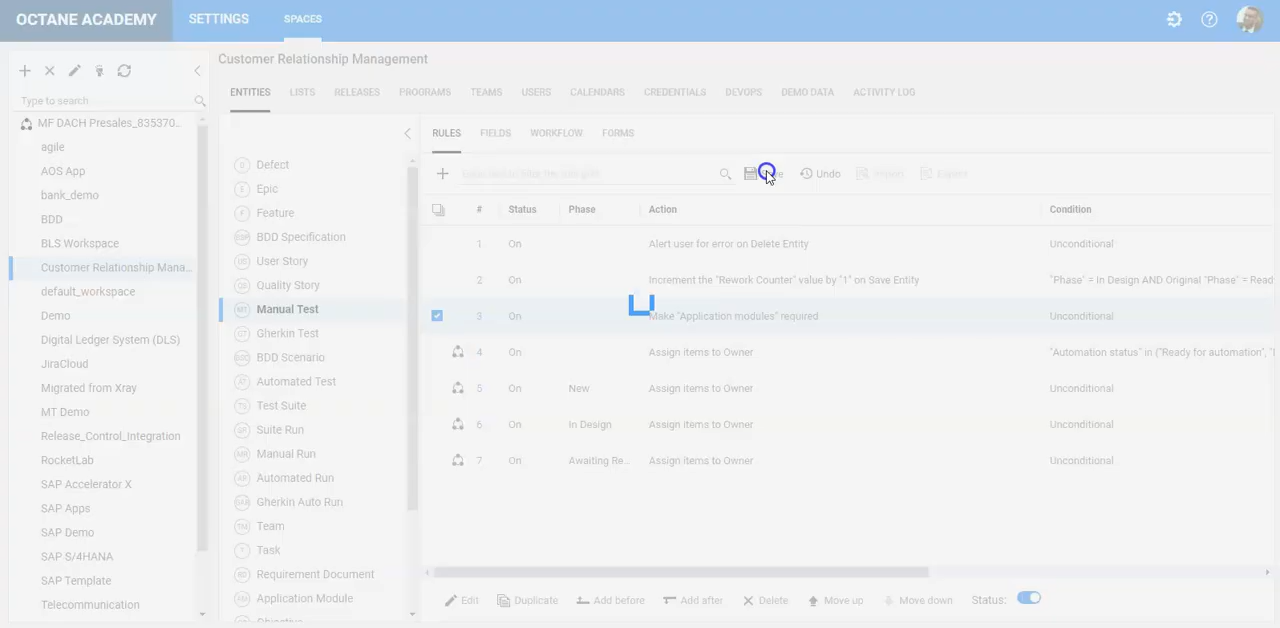 OCTANE ACADEMY
SETTINGS
SPACES
Customer Relationship Management
Type to search
MF DACH Presales_835370...
agile
AOS App
bank_demo
BDD
BLS Workspace
Customer Relationship Mana...
default_workspace
Demo
Digital Ledger System (DLS)
JiraCloud
Migrated from Xray
MT Demo
Release_Control_Integration
RocketLab
SAP Accelerator X
SAP Apps
SAP Demo
SAP S/4HANA
SAP Template
Telecommunication
ENTITIES LISTS RELEASES PROGRAMS TEAMS USERS CALENDARS CREDENTIALS DEVOPS DEMO DATA ACTIVITY LOG
Defect
Epic
Feature
BDD Specification
User Story
Quality Story
MT Manual Test
Gherkin Test
BDD Scenario
Automated Test
Test Suite
Suite Run
Manual Run
Automated Run
Gherkin Auto Run
Team
Task
Requirement Document
Application Module
RULES FIELDS WORKFLOW FORMS
Undo Import Export
# Status Phase Action Condition
1 On Alert user for error on Delete Entity Unconditional
2 On Increment the "Rework Counter" value by "1" on Save Entity "Phase" = In Design AND Original "Phase" = Read
3 On Make "Application modules" required Unconditional
4 On Assign items to Owner "Automation status" in {"Ready for automation",
5 On New Assign items to Owner Unconditional
6 On In Design Assign items to Owner Unconditional
7 On Awaiting Re... Assign items to Owner Unconditional
Edit Duplicate Add before Add after Delete Move up Move down Status: